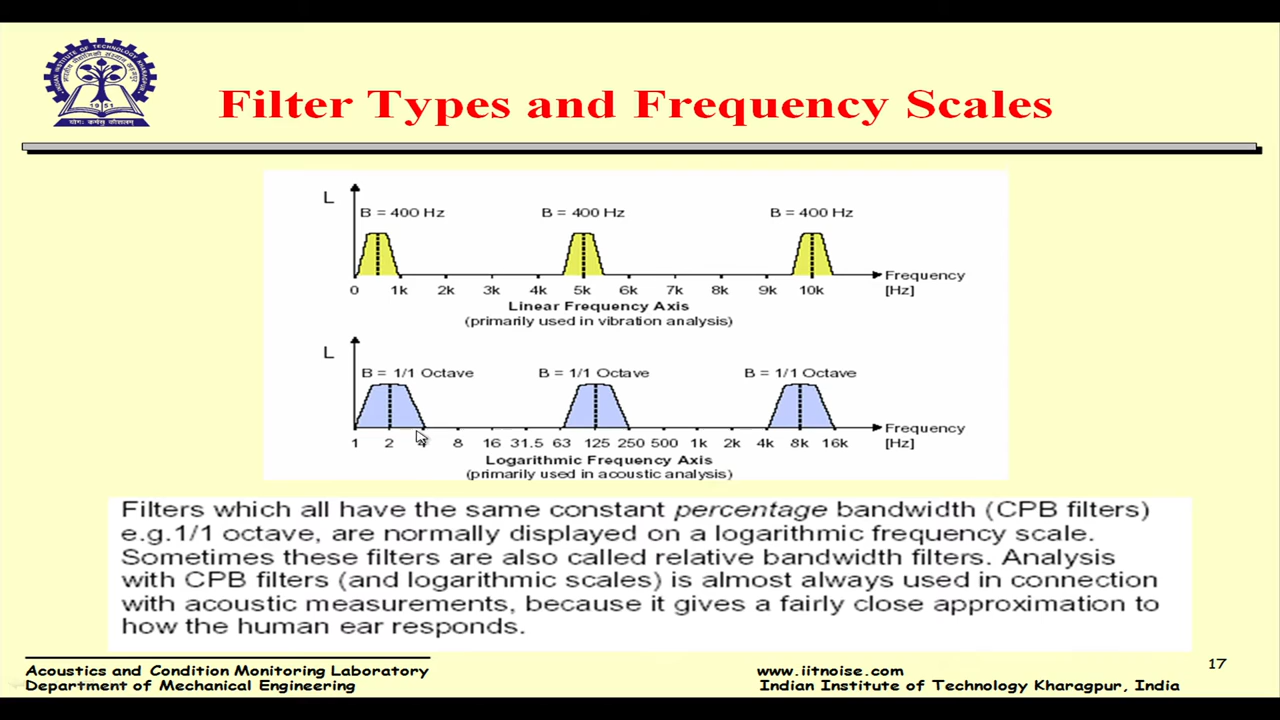 Filter Types and Frequency Scales
L
B = 400 Hz B = 400 Hz B = 400 Hz
Frequency
[Hz]
0 1k 2k 3k 4k 5k 6k 7k 8k 9k 10k
Linear Frequency Axis
(primarily used in vibration analysis)
L
B = 1/1 Octave B = 1/1 Octave B = 1/1 Octave
Frequency
[Hz]
1 2 4 8 16 31.5 63 125 250 500 1k 2k 4k 8k 16k
Logarithmic Frequency Axis
(primarily used in acoustic analysis)
Filters which all have the same constant percentage bandwidth (CPB filters)
e.g.1/1 octave, are normally displayed on a logarithmic frequency scale.
Sometimes these filters are also called relative bandwidth filters. Analysis
with CPB filters (and logarithmic scales) is almost always used in connection
with acoustic measurements, because it gives a fairly close approximation to
how the human ear responds.
17
Acoustics and Condition Monitoring Laboratory
Department of Mechanical Engineering
www.iitnoise.com
Indian Institute of Technology Kharagpur, India